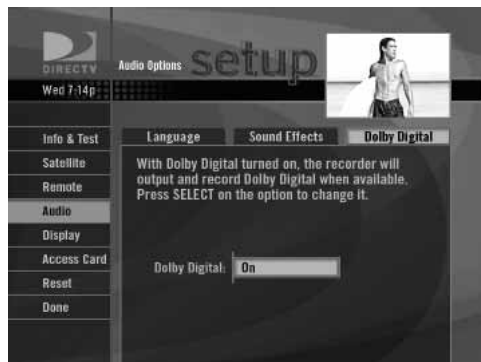 DIRECTV
Audio Options setup
Wed 7:14p
Info & Test
Satellite
Remote
Audio
Display
Access Card
Reset
Done
Language Sound Effects Dolby Digital
With Dolby Digital turned on, the recorder will
output and record Dolby Digital when available.
Press SELECT on the option to change it.
Dolby Digital: On